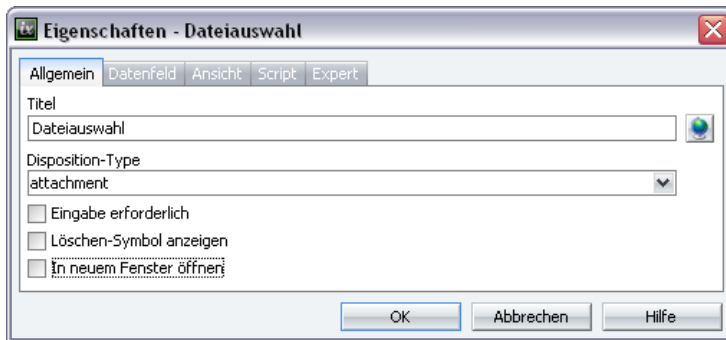 ix Eigenschaften - Dateiauswahl
Allgemein Datenfeld Ansicht Script Expert
Titel
Dateiauswahl
Disposition-Type
attachment
Eingabe erforderlich
Löschen-Symbol anzeigen
In neuem Fenster öffnen
OK Abbrechen Hilfe